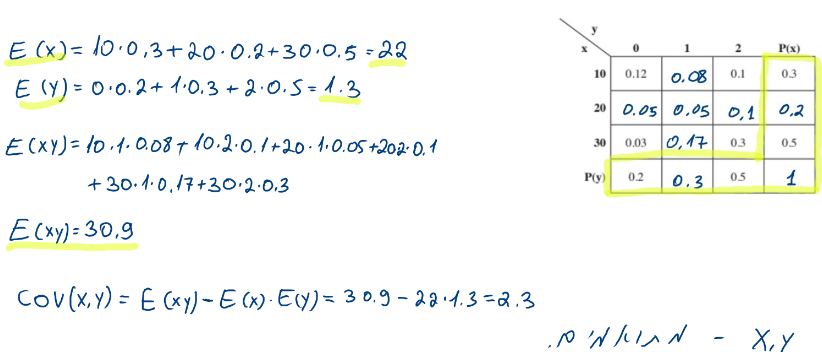 E(x)= 10·0,3+20·0.2+30·0.5=22
E(y)= 0·0.2+1·0.3+2·0.5=1.3
E(xy)=10.1.0.08+10.2.0.1+20·1·0.05+202·0.1
+30·1·0,17+30·2·0.3
E(xy)=30.9
COV(X,Y) = E(xy)-E(x)·E(y)= 30.9-22·1.3=2.3
y
x 0 1 2 P(x)
10 0.12 0.08 0.1 0.3
20 0.05 0.05 0,1 0,2
30 0.03 0,17 0.3 0.5
P(y) 0.2 0.3 0.5 1
X,Y - מתואמים.